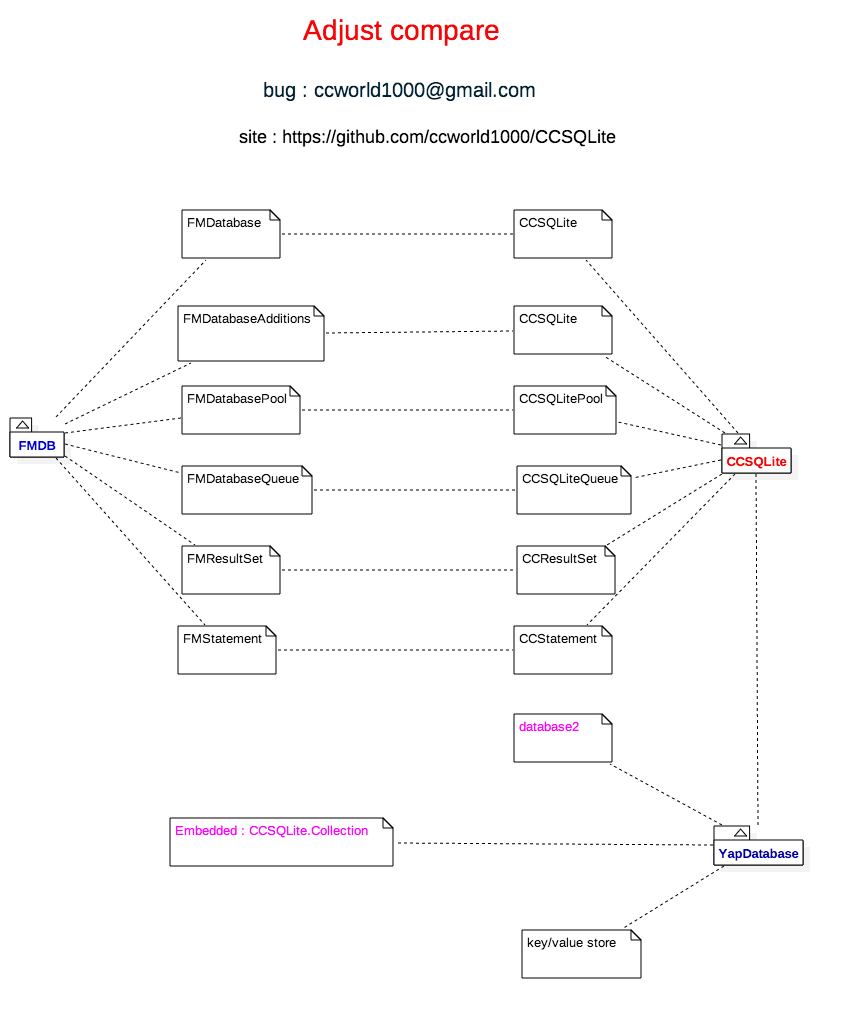 Adjust compare
bug : ccworld1000@gmail.com
site : https://github.com/ccworld1000/CCSQLite
FMDatabase
CCSQLite
FMDatabaseAdditions
CCSQLite
FMDatabasePool
CCSQLitePool
FMDB
CCSQLite
FMDatabaseQueue
CCSQLiteQueue
FMResultSet
CCResultSet
FMStatement
CCStatement
database2
Embedded : CCSQLite.Collection
YapDatabase
key/value store